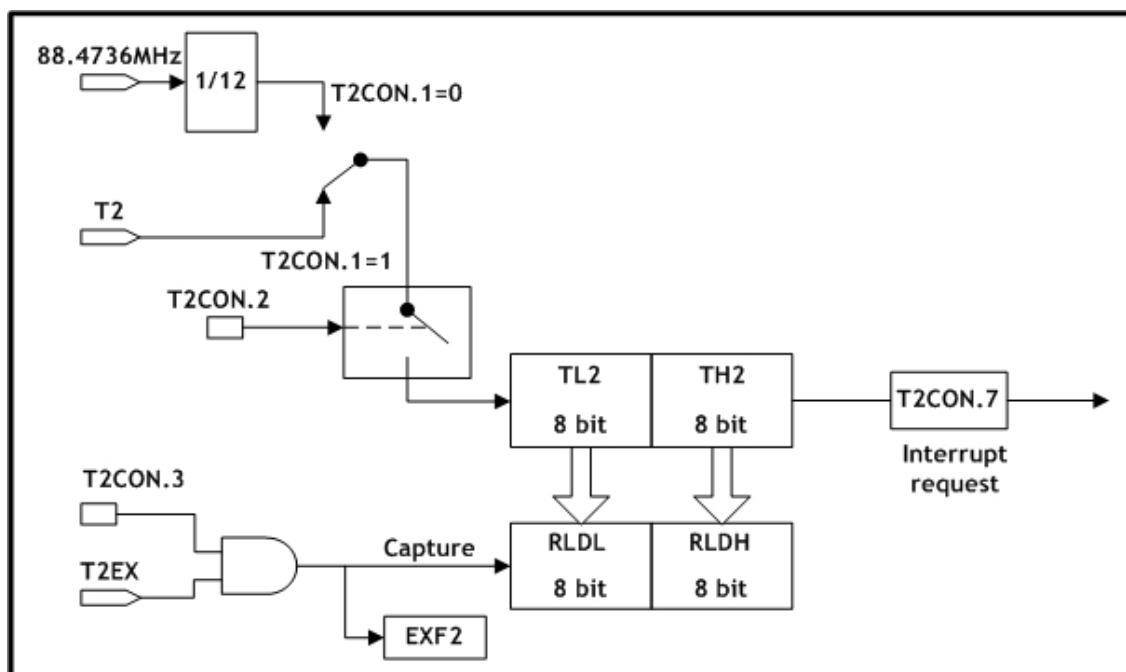 88.4736MHz
1/12
T2CON.1=0
T2
T2CON.1=1
T2CON.2
TL2
8 bit
TH2
8 bit
T2CON.7
Interrupt
request
T2CON.3
T2EX
Capture
RLDL
8 bit
RLDH
8 bit
EXF2